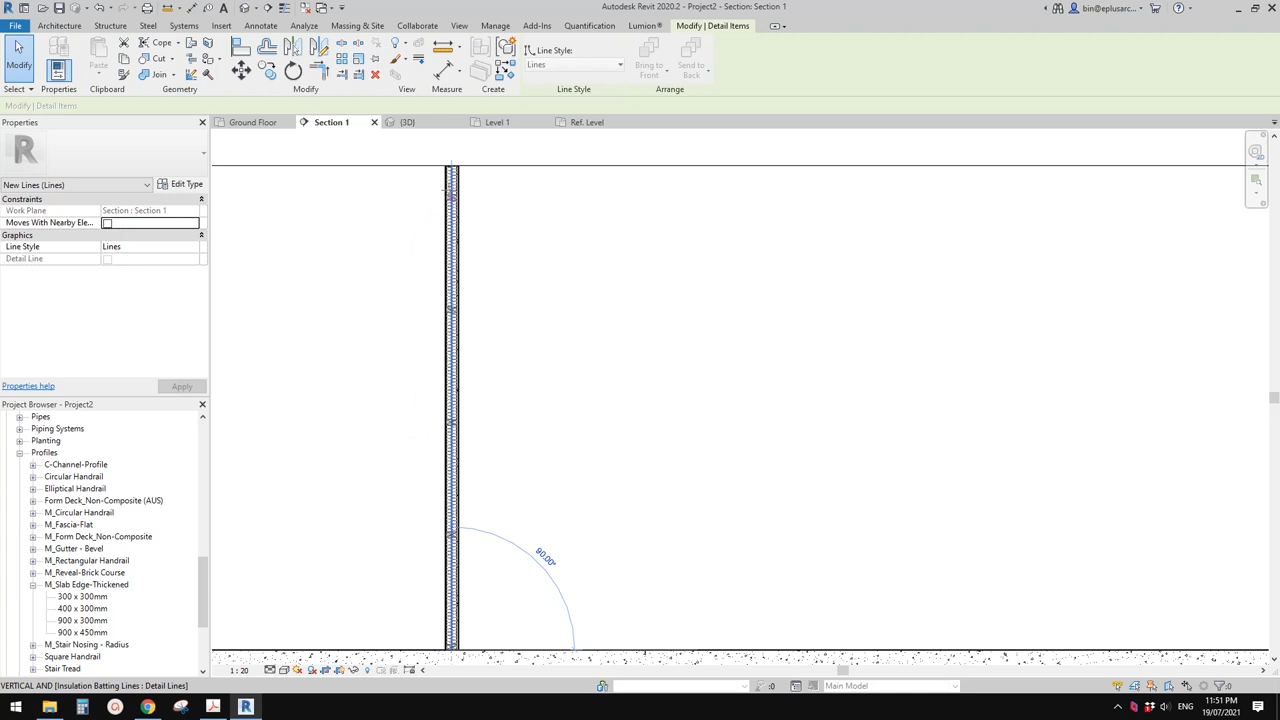 Autodesk Revit 2020.2 - Project2 - Section: Section 1
bin@eplusarc...
File Architecture Structure Steel Systems Insert Annotate Analyze Massing & Site Collaborate View Manage Add-Ins Quantification Lumion® Modify | Detail Items
Modify
Properties
Paste
Cope
Cut
Join
Line Style:
Lines
Bring to
Front
Send to
Back
Select Properties Clipboard Geometry Modify View Measure Create Line Style Arrange
Modify | Detail Items
Properties
Ground Floor Section 1 {3D} Level 1 Ref. Level
New Lines (Lines) Edit Type
Constraints
Work Plane Section : Section 1
Moves With Nearby Ele...
Graphics
Line Style Lines
Detail Line
Properties help Apply
Project Browser - Project2
Pipes
Piping Systems
Planting
Profiles
C-Channel-Profile
Circular Handrail
Elliptical Handrail
Form Deck_Non-Composite (AUS)
M_Circular Handrail
M_Fascia-Flat
M_Form Deck_Non-Composite
M_Gutter - Bevel
M_Rectangular Handrail
M_Reveal-Brick Course
M_Slab Edge-Thickened
300 x 300mm
400 x 300mm
900 x 300mm
900 x 450mm
M_Stair Nosing - Radius
Square Handrail
Stair Tread
90.00°
1 : 20
VERTICAL AND [Insulation Batting Lines : Detail Lines]
:0
Main Model
:0
ENG
11:51 PM
19/07/2021